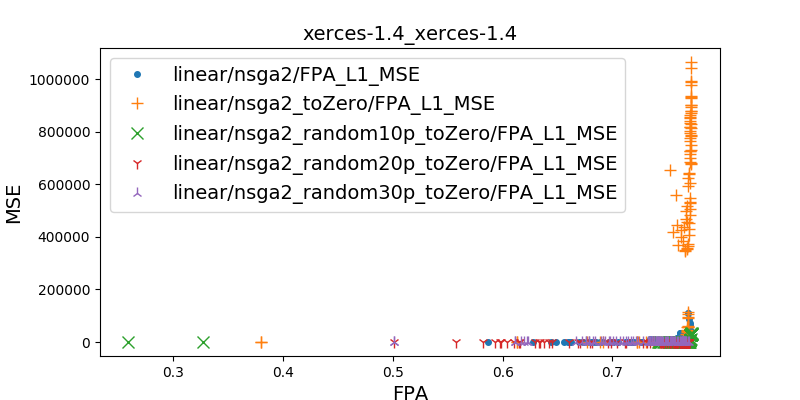 xerces-1.4_xerces-1.4
linear/nsga2/FPA_L1_MSE
linear/nsga2_toZero/FPA_L1_MSE
linear/nsga2_random10p_toZero/FPA_L1_MSE
linear/nsga2_random20p_toZero/FPA_L1_MSE
linear/nsga2_random30p_toZero/FPA_L1_MSE
MSE
1000000
800000
600000
400000
200000
0
0.3 0.4 0.5 0.6 0.7
FPA